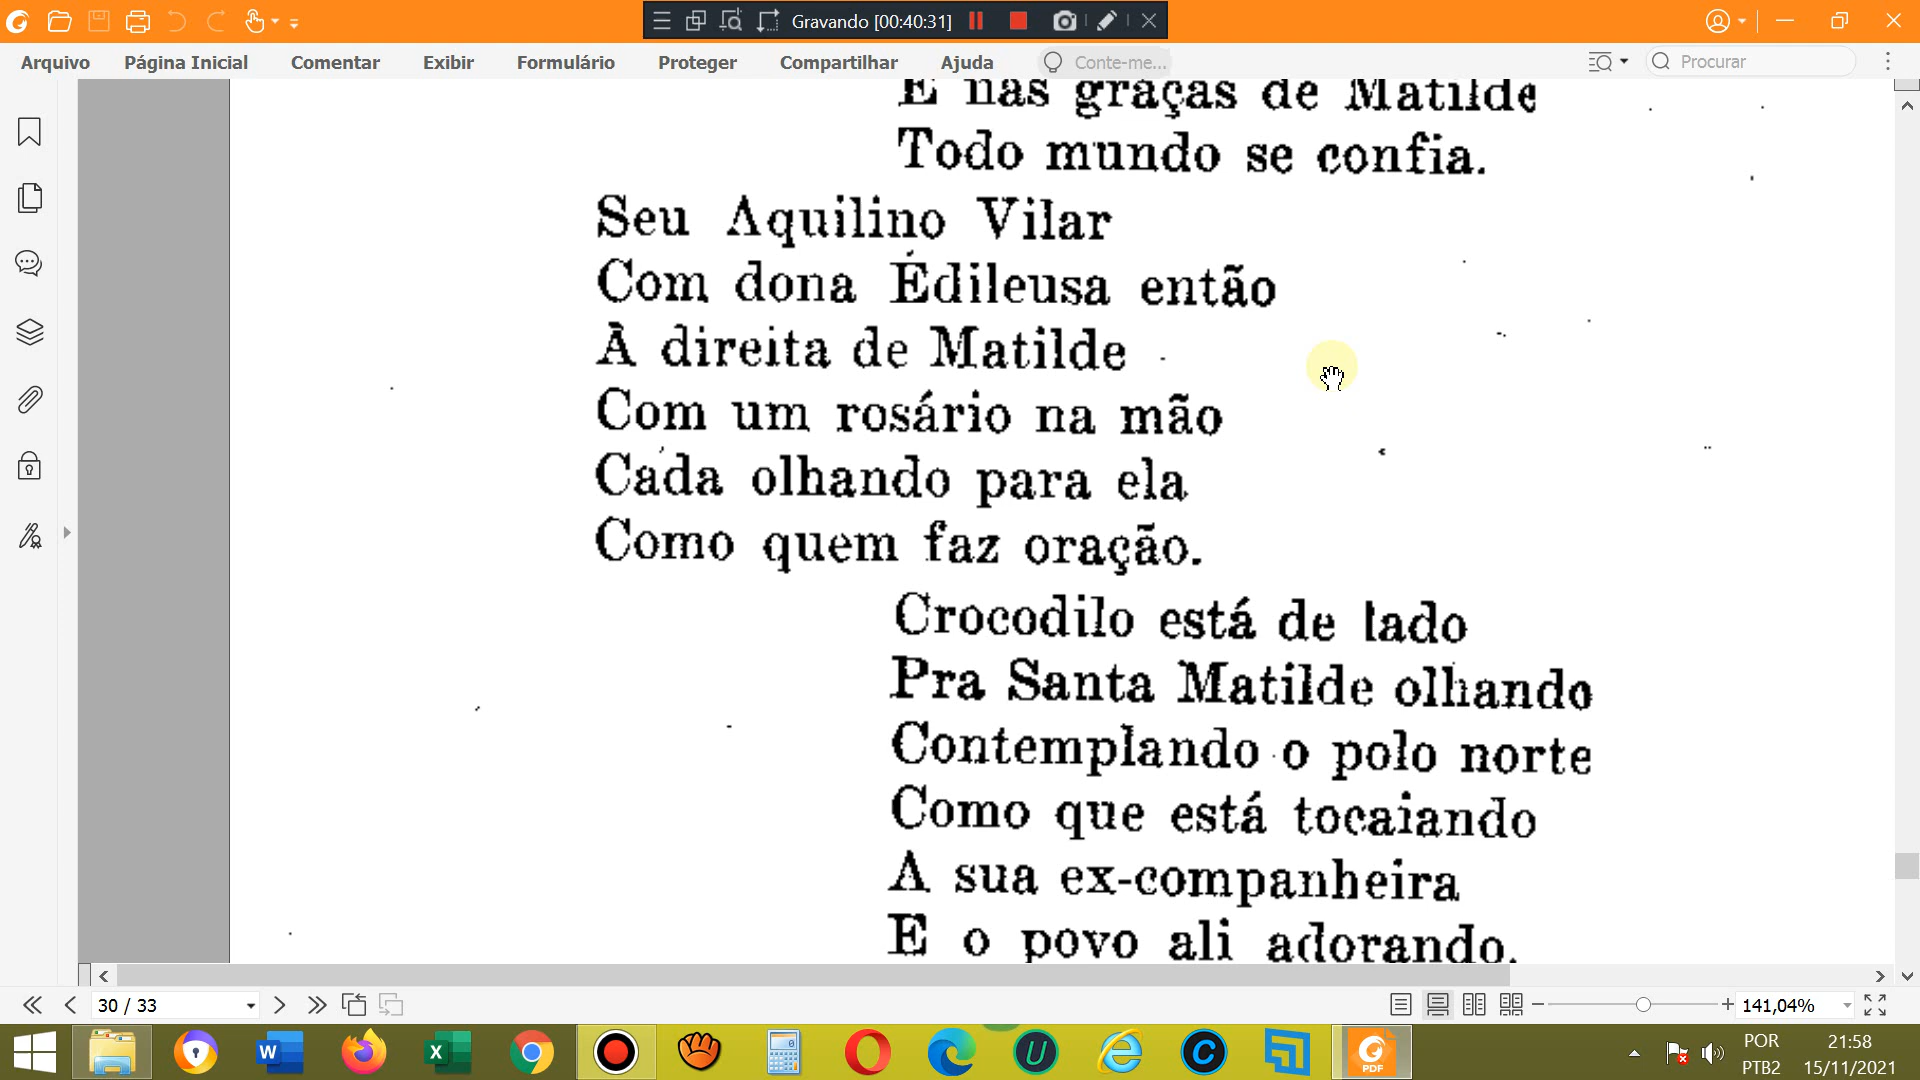 Gravando [00:40:31]
Arquivo Página Inicial Comentar Exibir Formulário Proteger Compartilhar Ajuda Conte-me... Procurar
E nas graças de Matilde
Todo mundo se confia.
Seu Aquilino Vilar
Com dona Édileusa então
À direita de Matilde
Com um rosário na mão
Cada olhando para ela
Como quem faz oração.
Crocodilo está de lado
Pra Santa Matilde olhando
Contemplando o polo norte
Como que está tocaiando
A sua ex-companheira
E o povo ali adorando.
30 / 33
141,04%
POR 21:58
PTB2 15/11/2021